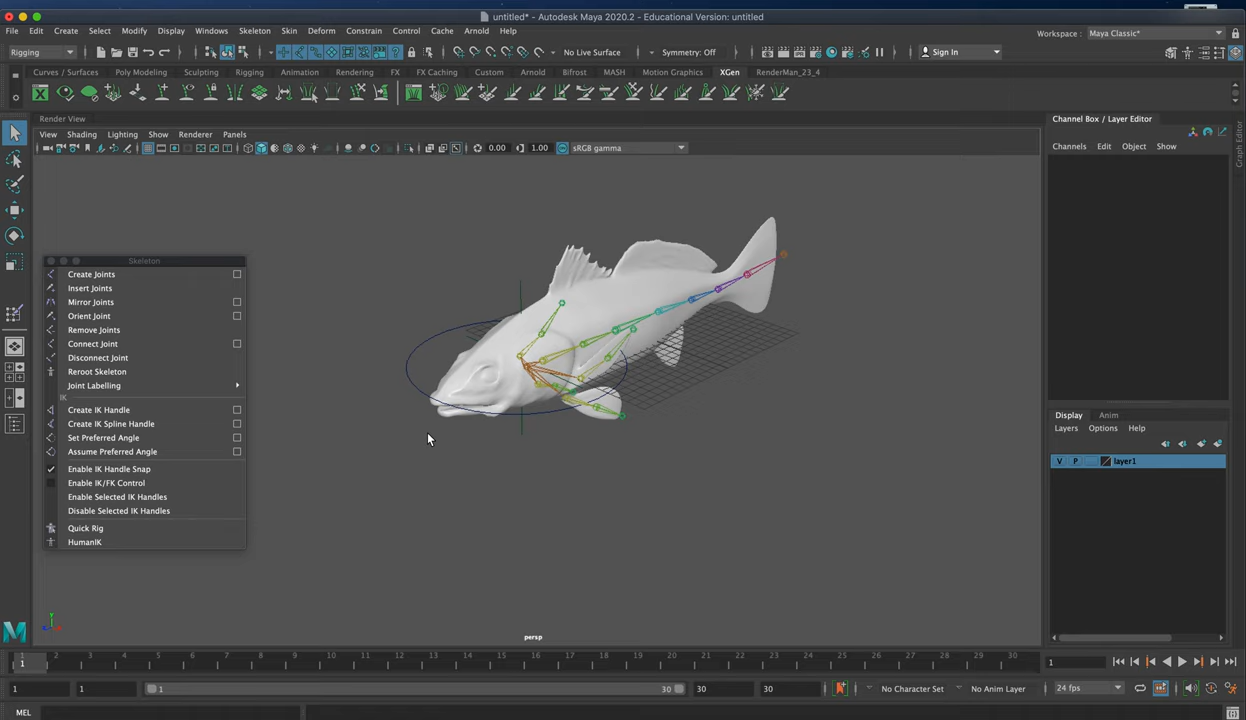 untitled* - Autodesk Maya 2020.2 - Educational Version: untitled
File Edit Create Select Modify Display Windows Skeleton Skin Deform Constrain Control Cache Arnold Help
Workspace : Maya Classic*
Rigging No Live Surface Symmetry: Off Sign In
Curves / Surfaces Poly Modeling Sculpting Rigging Animation Rendering FX FX Caching Custom Arnold Bifrost MASH Motion Graphics XGen RenderMan_23_4
Render View
Channel Box / Layer Editor
View Shading Lighting Show Renderer Panels
0.00 1.00 sRGB gamma
Channels Edit Object Show
Graph Editor
Skeleton
Create Joints
Insert Joints
Mirror Joints
Orient Joint
Remove Joints
Connect Joint
Disconnect Joint
Reroot Skeleton
Joint Labelling
IK
Create IK Handle
Create IK Spline Handle
Set Preferred Angle
Assume Preferred Angle
Enable IK Handle Snap
Enable IK/FK Control
Enable Selected IK Handles
Disable Selected IK Handles
Quick Rig
HumanIK
Display Anim
Layers Options Help
V P layer1
persp
1 2 3 4 5 6 7 8 9 10 11 12 13 14 15 16 17 18 19 20 21 22 23 24 25 26 27 28 29 30
1 1
1 1 1 30 30 30 No Character Set No Anim Layer 24 fps
MEL